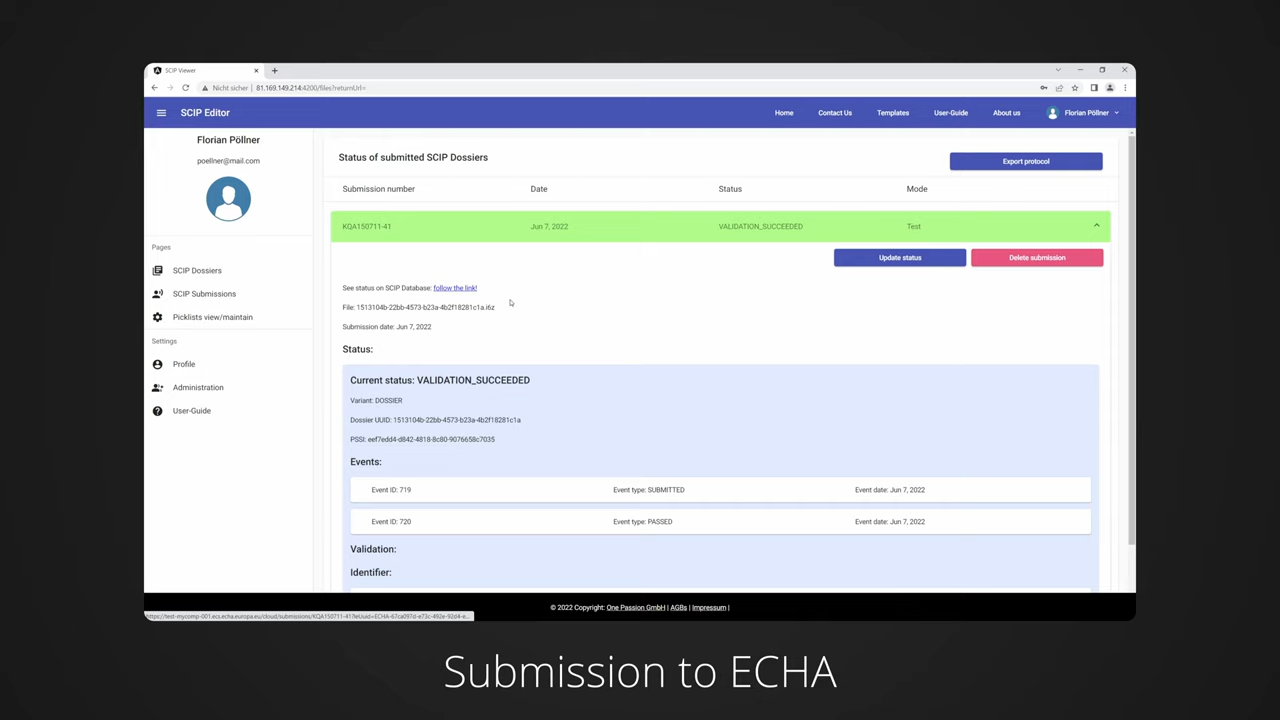 SCIP Viewer
Nicht sicher | 81.169.149.214:4200/files?returnUrl=
SCIP Editor
Home
Contact Us
Templates
User-Guide
About us
Florian Pöllner
Florian Pöllner
poellner@mail.com
Pages
SCIP Dossiers
SCIP Submissions
Picklists view/maintain
Settings
Profile
Administration
User-Guide
Status of submitted SCIP Dossiers
Export protocol
Submission number Date Status Mode
KQA150711-41 Jun 7, 2022 VALIDATION_SUCCEEDED Test
Update status
Delete submission
See status on SCIP Database: follow the link!
File: 1513104b-22bb-4573-b23a-4b2f18281c1a.i6z
Submission date: Jun 7, 2022
Status:
Current status: VALIDATION_SUCCEEDED
Variant: DOSSIER
Dossier UUID: 1513104b-22bb-4573-b23a-4b2f18281c1a
PSSI: eef7edd4-d842-4818-8c80-9076658c7035
Events:
Event ID: 719 Event type: SUBMITTED Event date: Jun 7, 2022
Event ID: 720 Event type: PASSED Event date: Jun 7, 2022
Validation:
Identifier:
© 2022 Copyright: One Passion GmbH | AGBs | Impressum |
Submission to ECHA